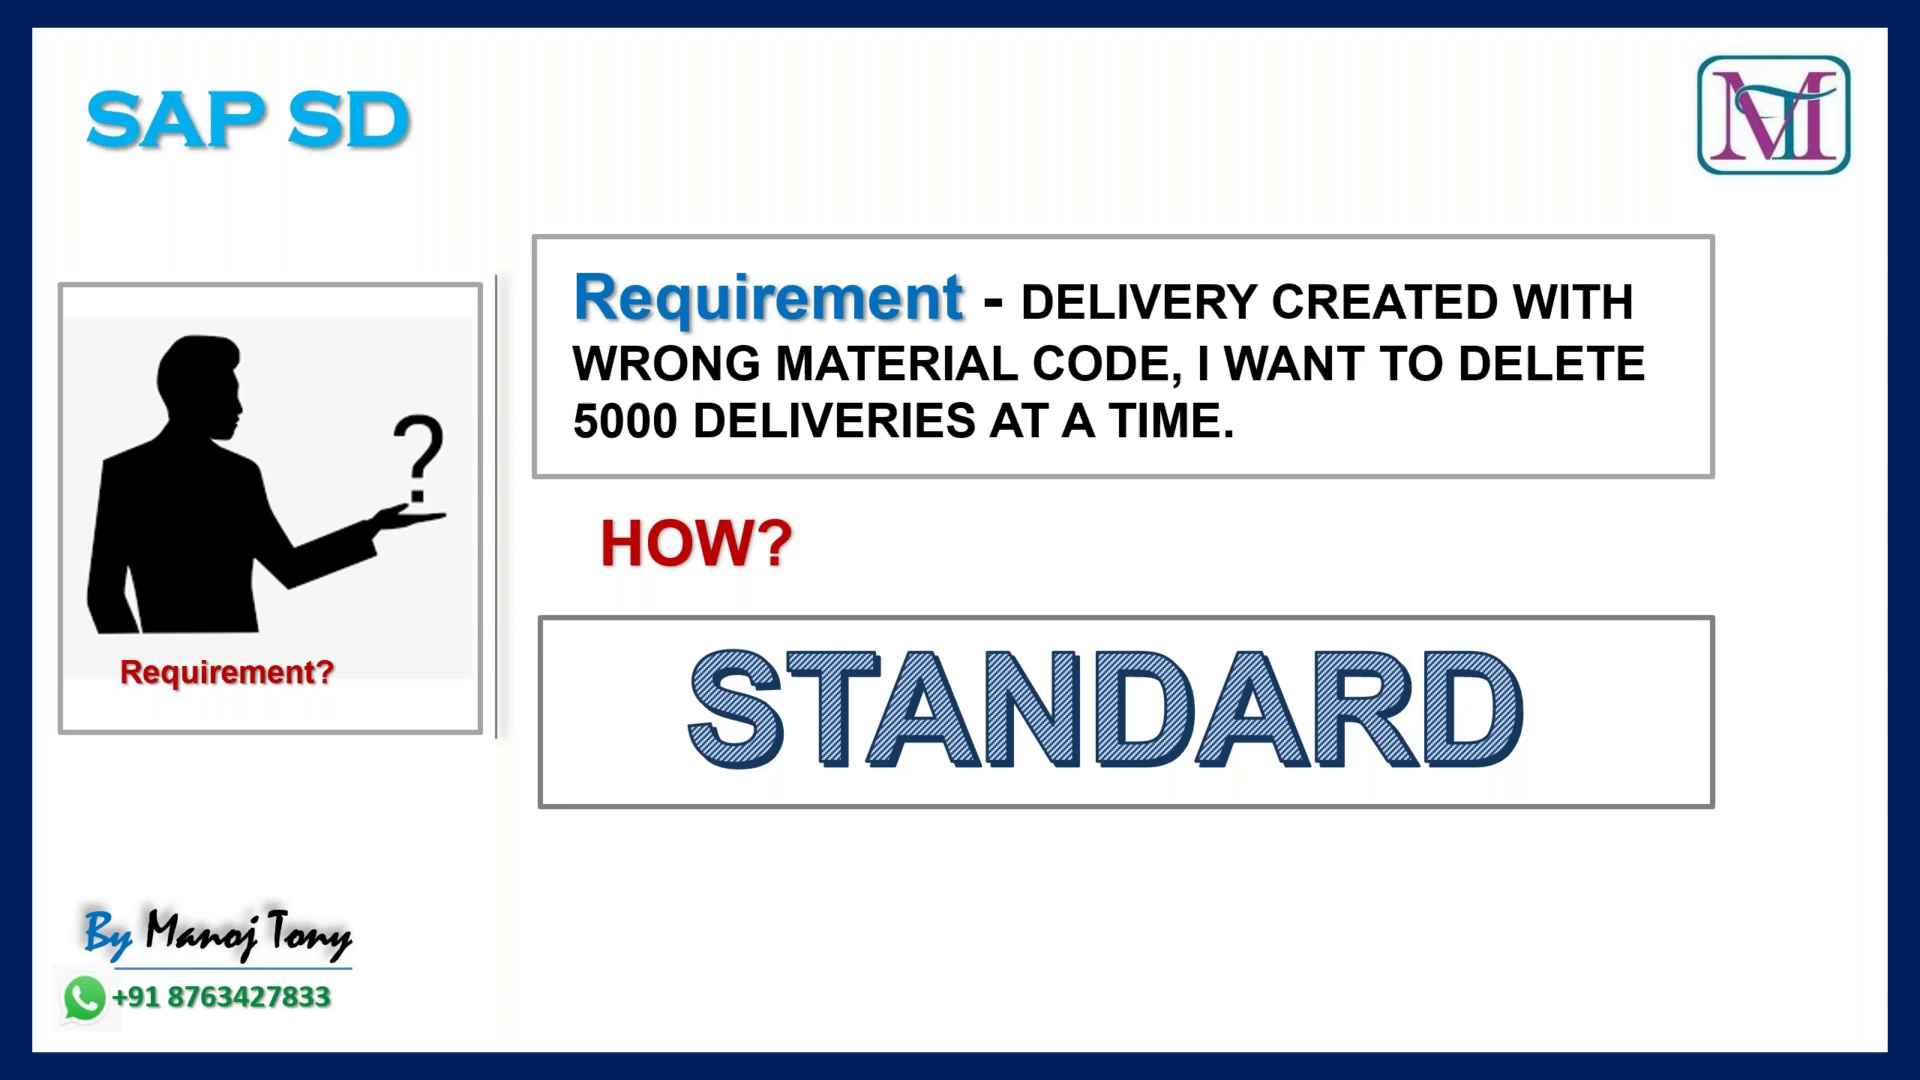 SAP SD
MT
Requirement - DELIVERY CREATED WITH
WRONG MATERIAL CODE, I WANT TO DELETE
5000 DELIVERIES AT A TIME.
?
Requirement?
HOW?
STANDARD
By Manoj Tony
+91 8763427833